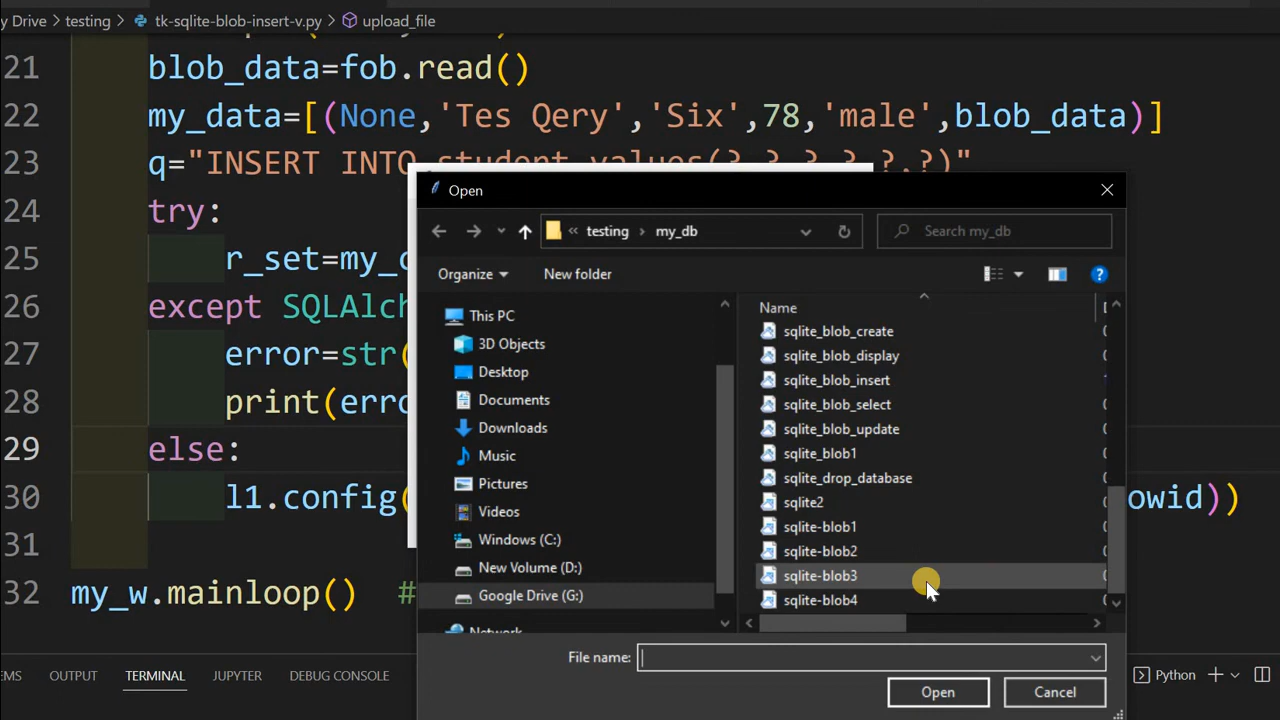 y Drive > testing > tk-sqlite-blob-insert-v.py > upload_file
21 blob_data=fob.read()
22 my_data=[(None,'Tes Qery','Six',78,'male',blob_data)]
23 q="INSERT INTO student values(?,?,?,?,?,?)"
24 try:
25 r_set=my_c
26 except SQLAlch
27 error=str(
28 print(erro
29 else:
30 l1.config( owid))
31
32 my_w.mainloop() #
Open
« testing > my_db
Search my_db
Organize
New folder
This PC
3D Objects
Desktop
Documents
Downloads
Music
Pictures
Videos
Windows (C:)
New Volume (D:)
Google Drive (G:)
Network
Name
sqlite_blob_create
sqlite_blob_display
sqlite_blob_insert
sqlite_blob_select
sqlite_blob_update
sqlite_blob1
sqlite_drop_database
sqlite2
sqlite-blob1
sqlite-blob2
sqlite-blob3
sqlite-blob4
File name:
Open
Cancel
EMS OUTPUT TERMINAL JUPYTER DEBUG CONSOLE
Python